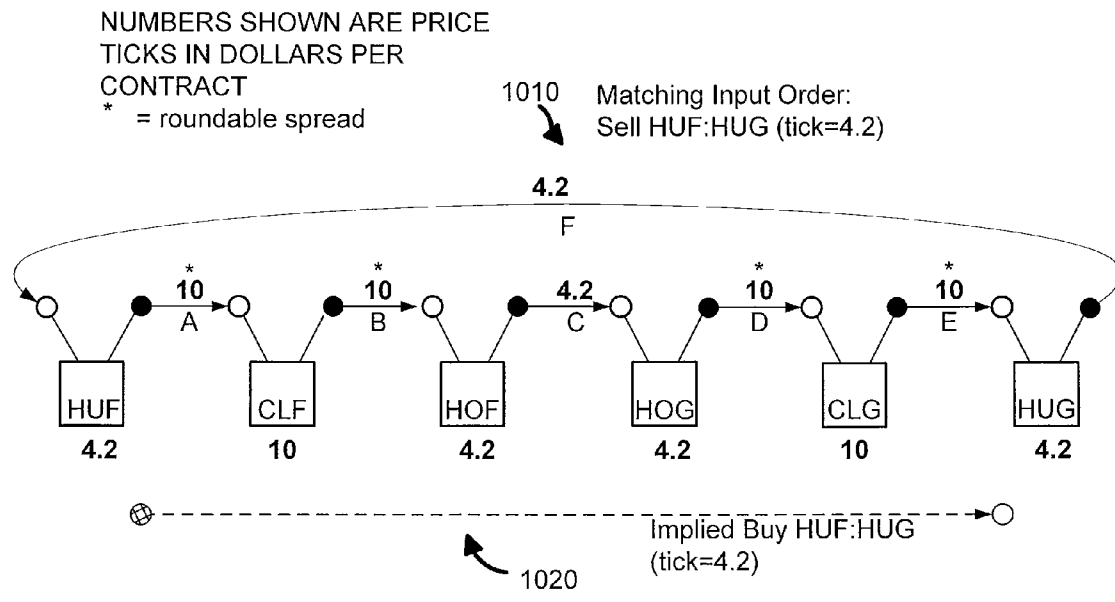 NUMBERS SHOWN ARE PRICE
TICKS IN DOLLARS PER
CONTRACT
* = roundable spread
1010
Matching Input Order:
Sell HUF:HUG (tick=4.2)
4.2
F
* * * *
10 10 4.2 10 10
A B C D E
HUF CLF HOF HOG CLG HUG
4.2 10 4.2 4.2 10 4.2
Implied Buy HUF:HUG
(tick=4.2)
1020